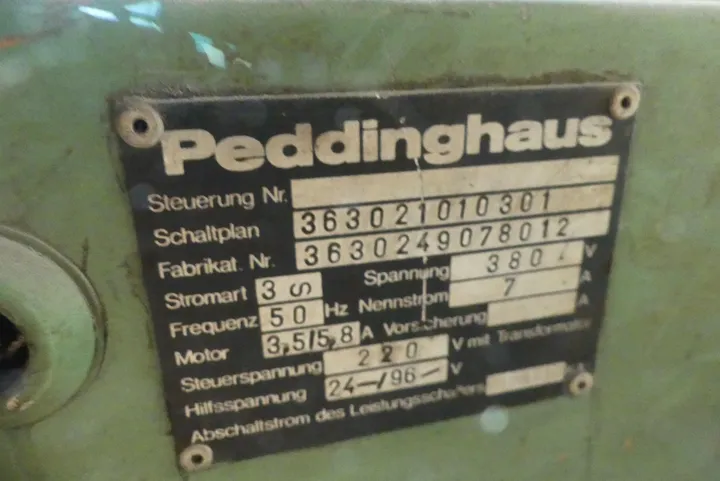 Peddinghaus
Steuerung Nr.
Schaltplan 363021010301
Fabrikat. Nr. 3630249078012
Stromart 3 ∽ Spannung 380 V
Frequenz 50 Hz Nennstrom 7 A
Motor 3,5/5,8 A Vorsicherung A
Steuerspannung 220 V mit Transformator
Hilfsspannung 24-/96- V
Abschaltstrom des Leistungsschalters